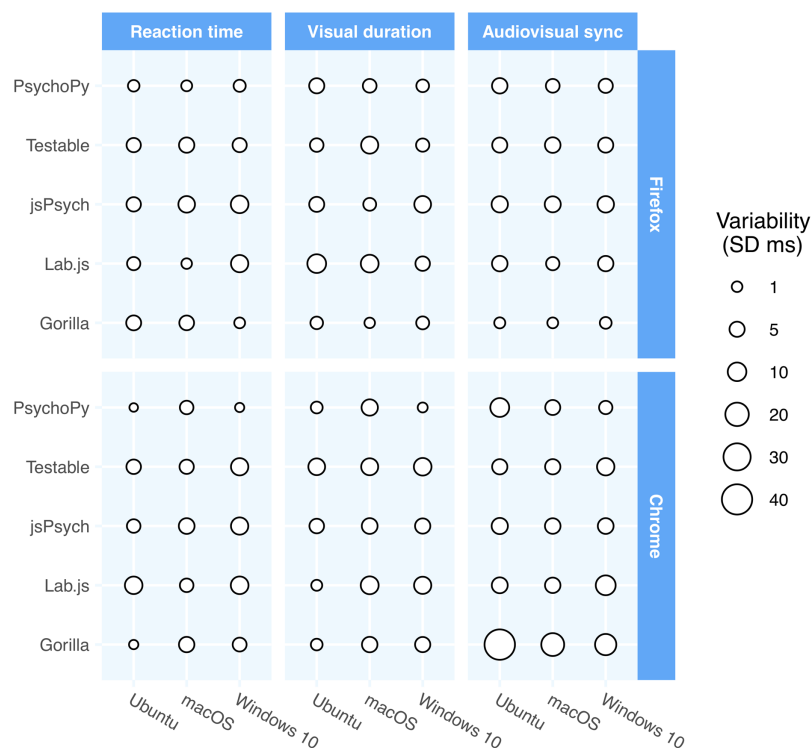 Reaction time
Visual duration
Audiovisual sync
PsychoPy
Testable
jsPsych
Lab.js
Gorilla
Firefox
PsychoPy
Testable
jsPsych
Lab.js
Gorilla
Chrome
Ubuntu
macOS
Windows 10
Ubuntu
macOS
Windows 10
Ubuntu
macOS
Windows 10
Variability
(SD ms)
1
5
10
20
30
40